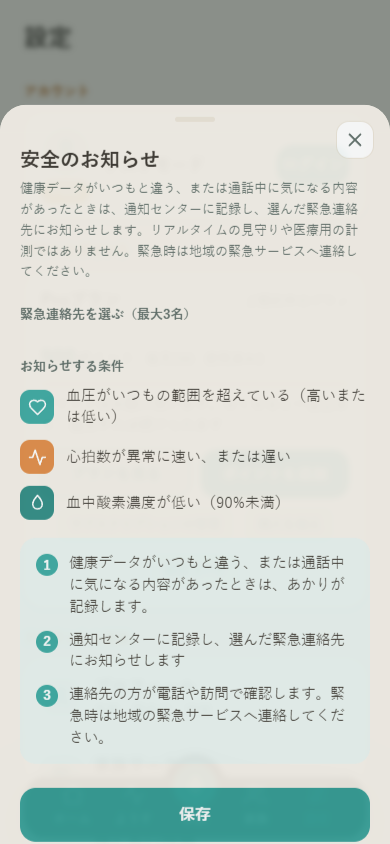 設定
アカウント
安全のお知らせ
健康データがいつもと違う、または通話中に気になる内容
があったときは、通知センターに記録し、選んだ緊急連絡
先にお知らせします。リアルタイムの見守りや医療用の計
測ではありません。緊急時は地域の緊急サービスへ連絡し
てください。
緊急連絡先を選ぶ（最大3名）
お知らせする条件
血圧がいつもの範囲を超えている（高いまた
は低い）
心拍数が異常に速い、または遅い
血中酸素濃度が低い（90%未満）
1 健康データがいつもと違う、または通話中
に気になる内容があったときは、あかりが
記録します。
2 通知センターに記録し、選んだ緊急連絡先
にお知らせします
3 連絡先の方が電話や訪問で確認します。緊
急時は地域の緊急サービスへ連絡してくだ
さい。
保存